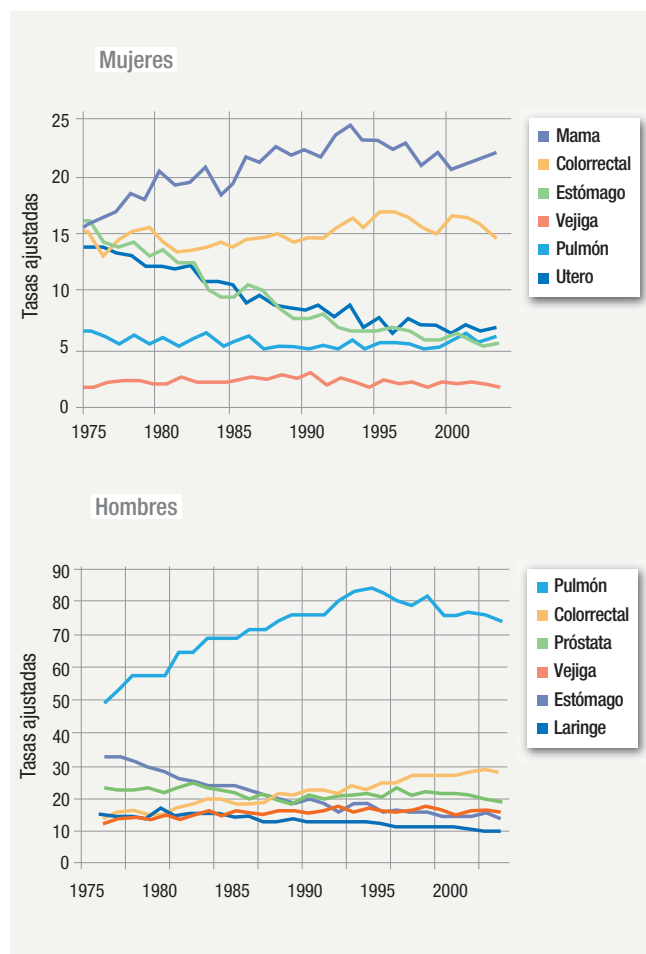 Mujeres
Tasas ajustadas
25
20
15
10
5
0
1975 1980 1985 1990 1995 2000
Mama
Colorrectal
Estómago
Vejiga
Pulmón
Utero
Hombres
Tasas ajustadas
90
80
70
60
50
40
30
20
10
0
1975 1980 1985 1990 1995 2000
Pulmón
Colorrectal
Próstata
Vejiga
Estómago
Laringe